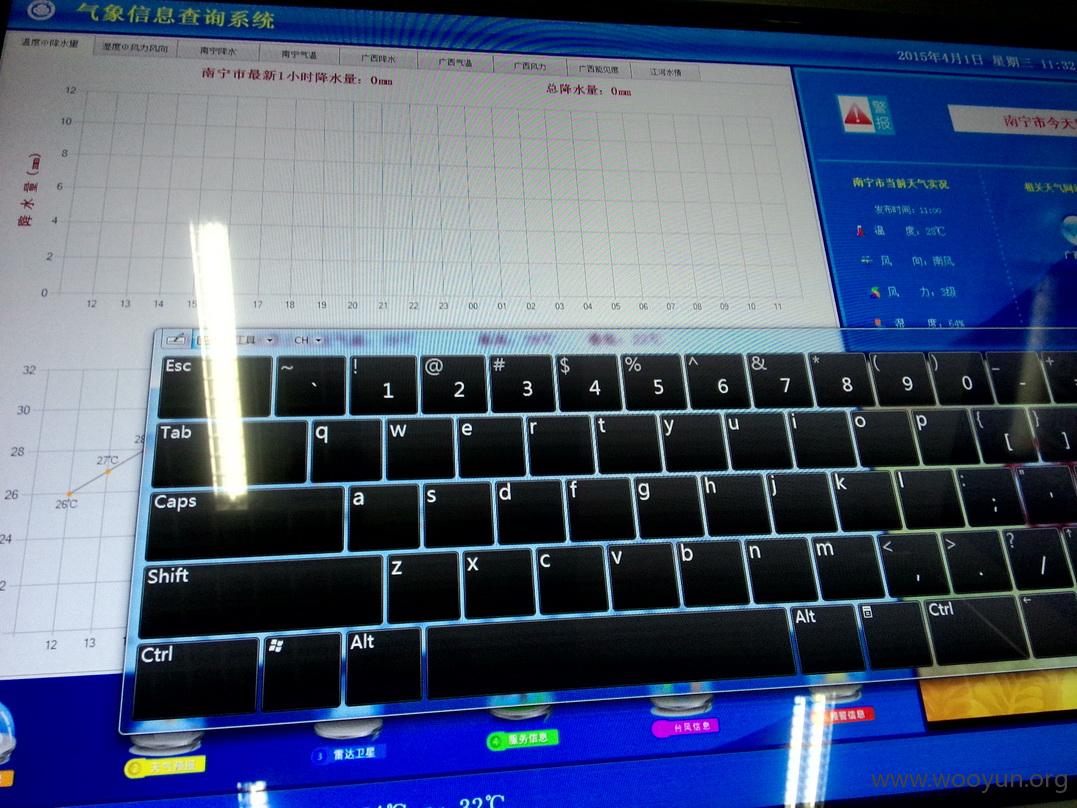 气象信息查询系统
2015年4月1日 星期三 11:32
温度or降水量 湿度or风力风向 南宁降水 南宁气温 广西降水 广西气温 广西风力 广西能见度 江河水情
南宁市最新1小时降水量：0mm
总降水量：0mm
降水量(mm)
12
10
8
6
4
2
0
12 13 14 15 17 18 19 20 21 22 23 00 01 02 03 04 05 06 07 08 09 10 11
警报
南宁市今天
南宁市当前天气实况
相关天气网
发布时间：11:00
温 度：28℃
风 向：南风
风 力：3级
湿 度：64%
32
30
28
26
24
27℃
26℃
12 13
工具 CH
Esc ~ ` ! 1 @ 2 # 3 $ 4 % 5 ^ 6 & 7 * 8 ( 9 ) 0 _ - +
Tab q w e r t y u i o p { [ } ]
Caps a s d f g h j k l : ; " '
Shift z x c v b n m < , > . ? /
Ctrl Alt Alt Ctrl
2 天气预报
3 雷达卫星
4 服务信息
台风信息
预警信息
32℃
www.wooyun.org